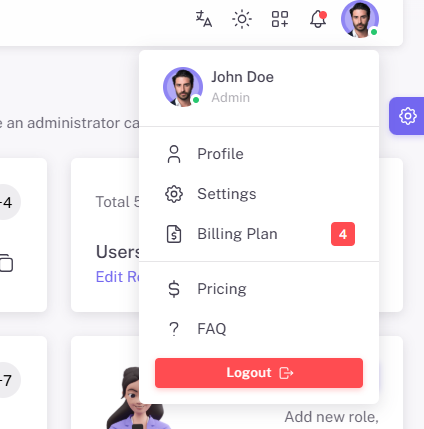 e an administrator ca
John Doe
Admin
Profile
Settings
Billing Plan 4
Pricing
? FAQ
Logout
+4
Total 5
Users
Edit Ro
+7
Add new role,